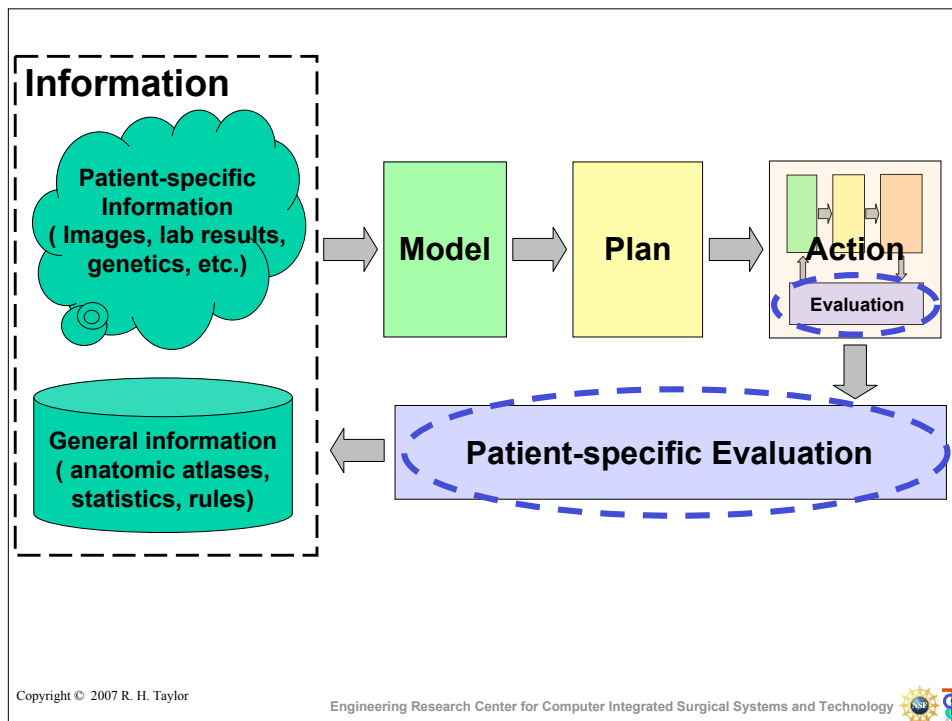 Information
Patient-specific
Information
( Images, lab results,
genetics, etc.)
Model
Plan
Action
Evaluation
General information
( anatomic atlases,
statistics, rules)
Patient-specific Evaluation
Copyright © 2007 R. H. Taylor
Engineering Research Center for Computer Integrated Surgical Systems and Technology
NSF